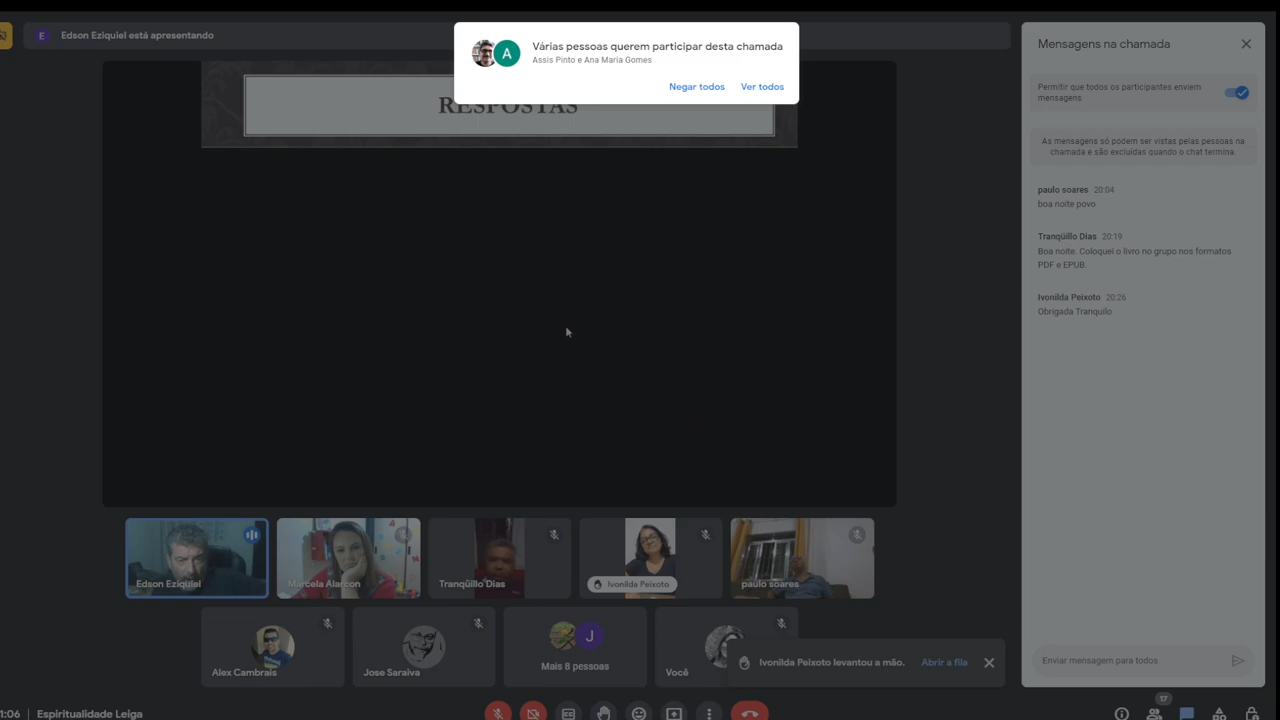 E Edson Eziquiel está apresentando
A
Várias pessoas querem participar desta chamada
Assis Pinto e Ana Maria Gomes
Negar todos Ver todos
RESPOSTAS
Mensagens na chamada
Permitir que todos os participantes enviem
mensagens
As mensagens só podem ser vistas pelas pessoas na
chamada e são excluídas quando o chat termina.
paulo soares 20:04
boa noite povo
Tranqüillo Dias 20:19
Boa noite. Coloquei o livro no grupo nos formatos
PDF e EPUB.
Ivonilda Peixoto 20:26
Obrigada Tranquilo
Edson Eziquiel
Marcela Alarcon
Tranqüillo Dias
Ivonilda Peixoto
paulo soares
Alex Cambrais
Jose Saraiva
J
Mais 8 pessoas
Você
Ivonilda Peixoto levantou a mão. Abrir a fila
Enviar mensagem para todos
1:06 | Espiritualidade Leiga
17